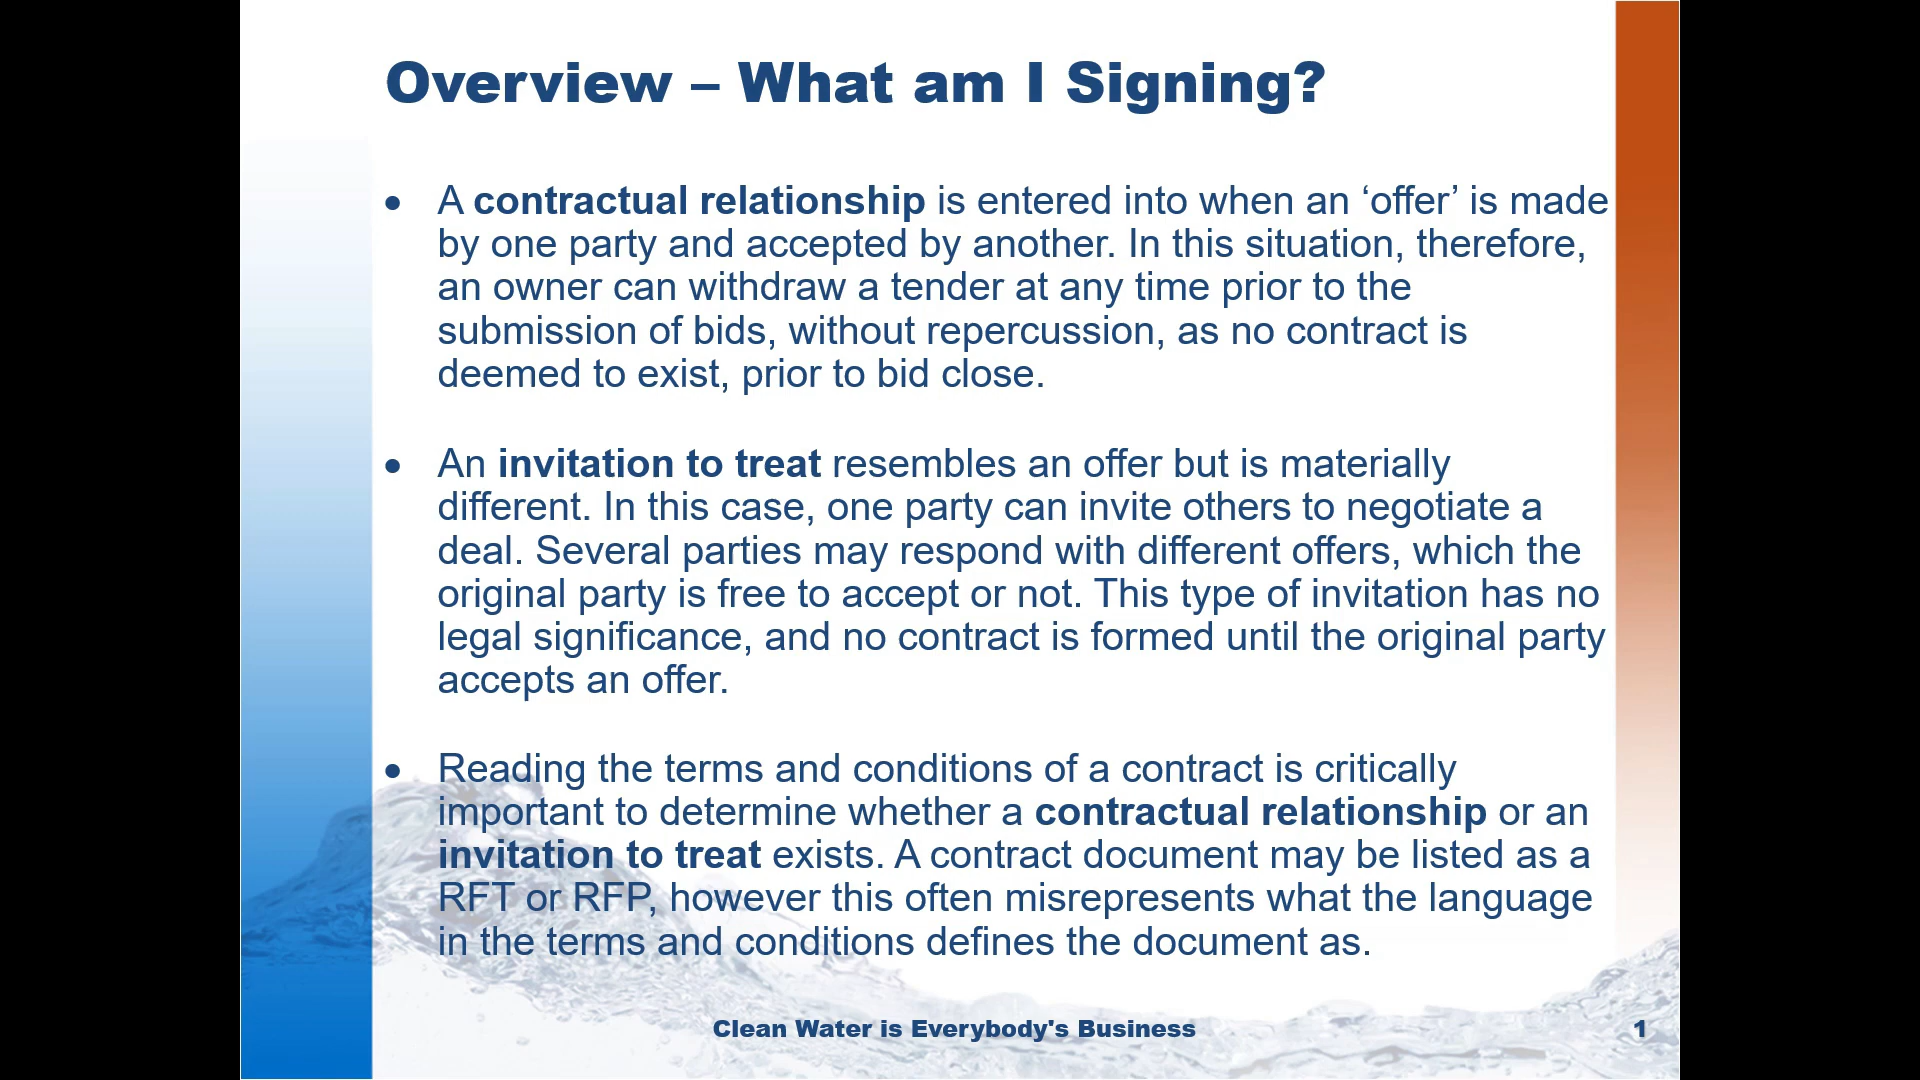 Overview – What am I Signing?
• A contractual relationship is entered into when an ‘offer’ is made
by one party and accepted by another. In this situation, therefore,
an owner can withdraw a tender at any time prior to the
submission of bids, without repercussion, as no contract is
deemed to exist, prior to bid close.
• An invitation to treat resembles an offer but is materially
different. In this case, one party can invite others to negotiate a
deal. Several parties may respond with different offers, which the
original party is free to accept or not. This type of invitation has no
legal significance, and no contract is formed until the original party
accepts an offer.
• Reading the terms and conditions of a contract is critically
important to determine whether a contractual relationship or an
invitation to treat exists. A contract document may be listed as a
RFT or RFP, however this often misrepresents what the language
in the terms and conditions defines the document as.
Clean Water is Everybody's Business
1